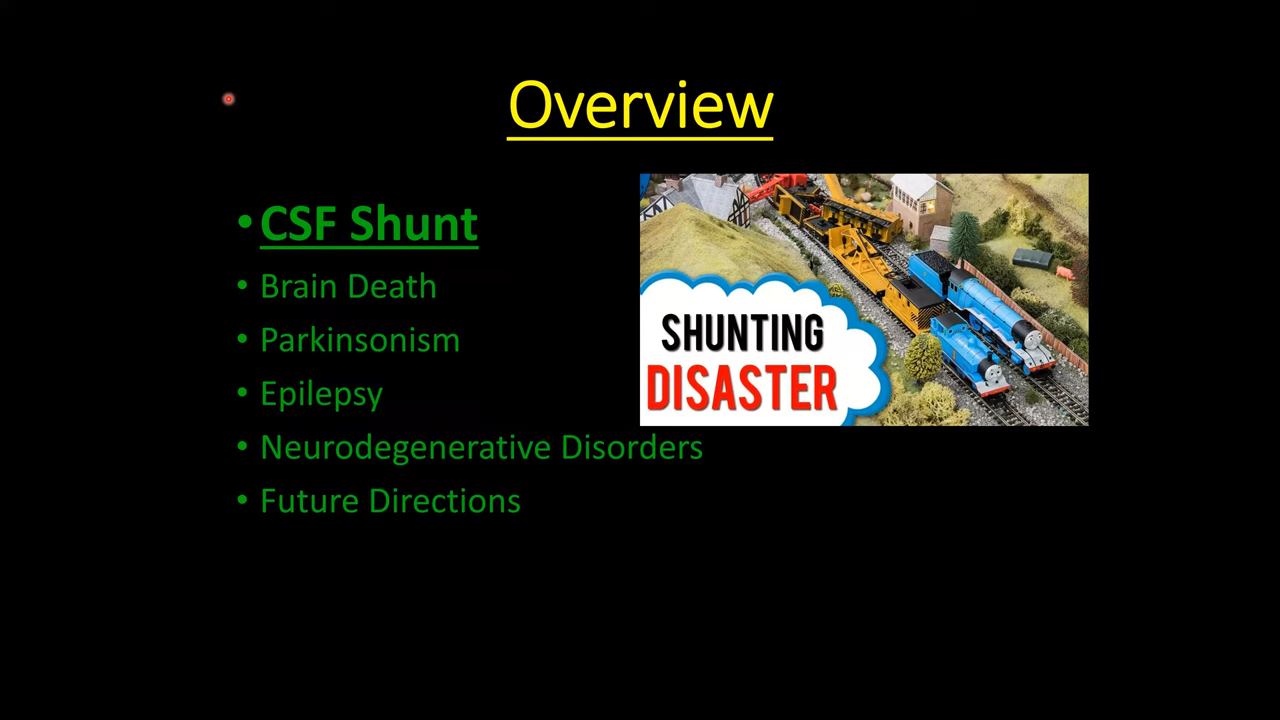 Overview
• CSF Shunt
• Brain Death
• Parkinsonism
• Epilepsy
• Neurodegenerative Disorders
• Future Directions
SHUNTING
DISASTER